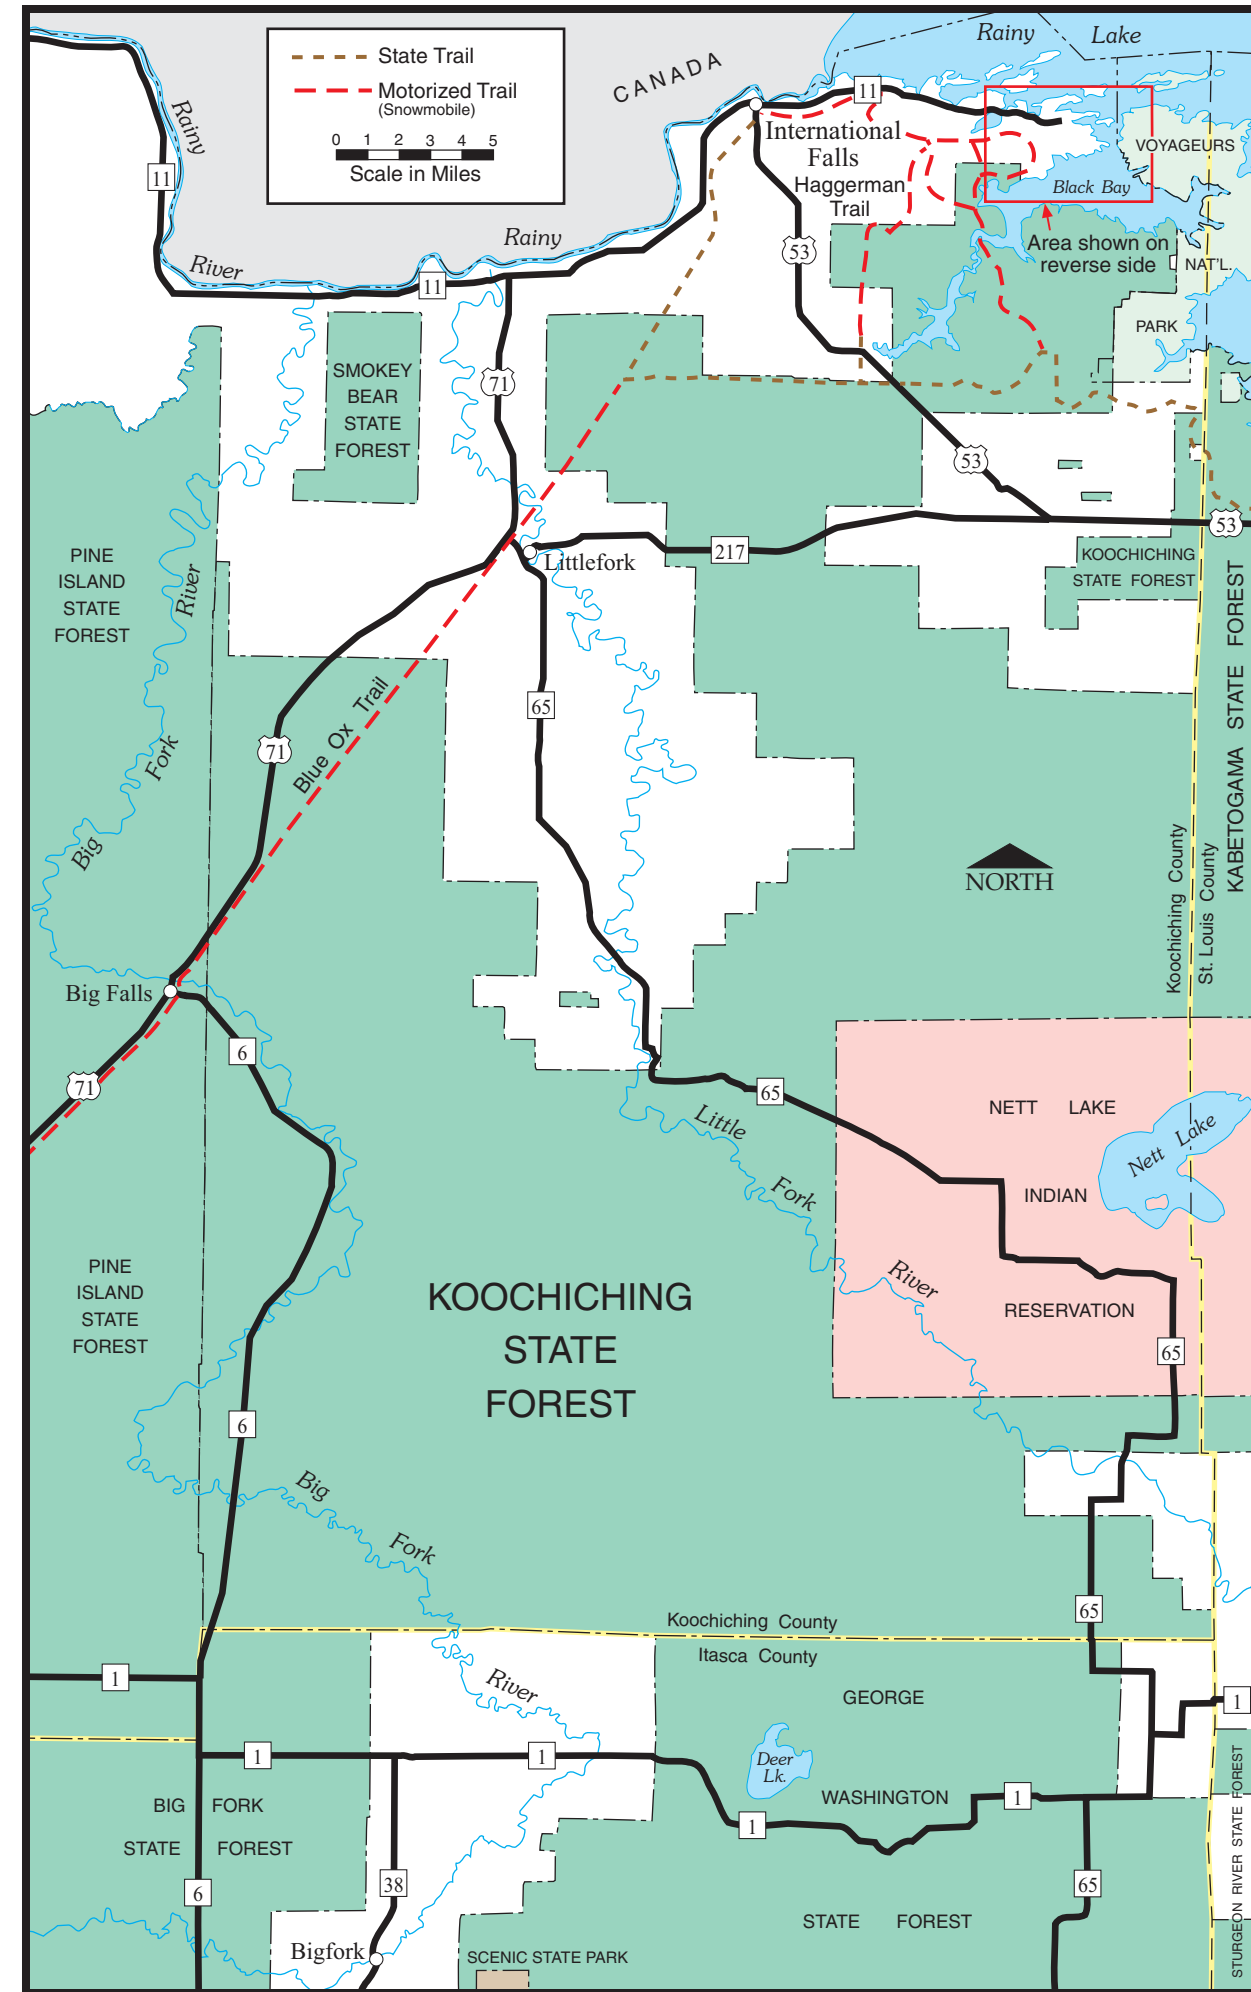 State Trail
Motorized Trail
(Snowmobile)
0 1 2 3 4 5
Scale in Miles
CANADA
Rainy Lake
Rainy
11
11
International
Falls
Haggerman
Trail
VOYAGEURS
Black Bay
Area shown on
reverse side
NAT'L.
PARK
53
Rainy
River
11
71
SMOKEY
BEAR
STATE
FOREST
53
53
217
Littlefork
KOOCHICHING
STATE FOREST
PINE
ISLAND
STATE
FOREST
River
Fork
Big
65
71
Blue Ox Trail
KABETOGAMA STATE FOREST
Koochiching County
St. Louis County
NORTH
Big Falls
6
71
65
Little
Fork
River
NETT LAKE
INDIAN
RESERVATION
Nett Lake
PINE
ISLAND
STATE
FOREST
KOOCHICHING
STATE
FOREST
65
6
Big
Fork
River
65
Koochiching County
Itasca County
1
1
1
1
1
1
GEORGE
WASHINGTON
STATE FOREST
Deer
Lk.
BIG FORK
STATE FOREST
6
38
65
Bigfork
SCENIC STATE PARK
STURGEON RIVER STATE FOREST